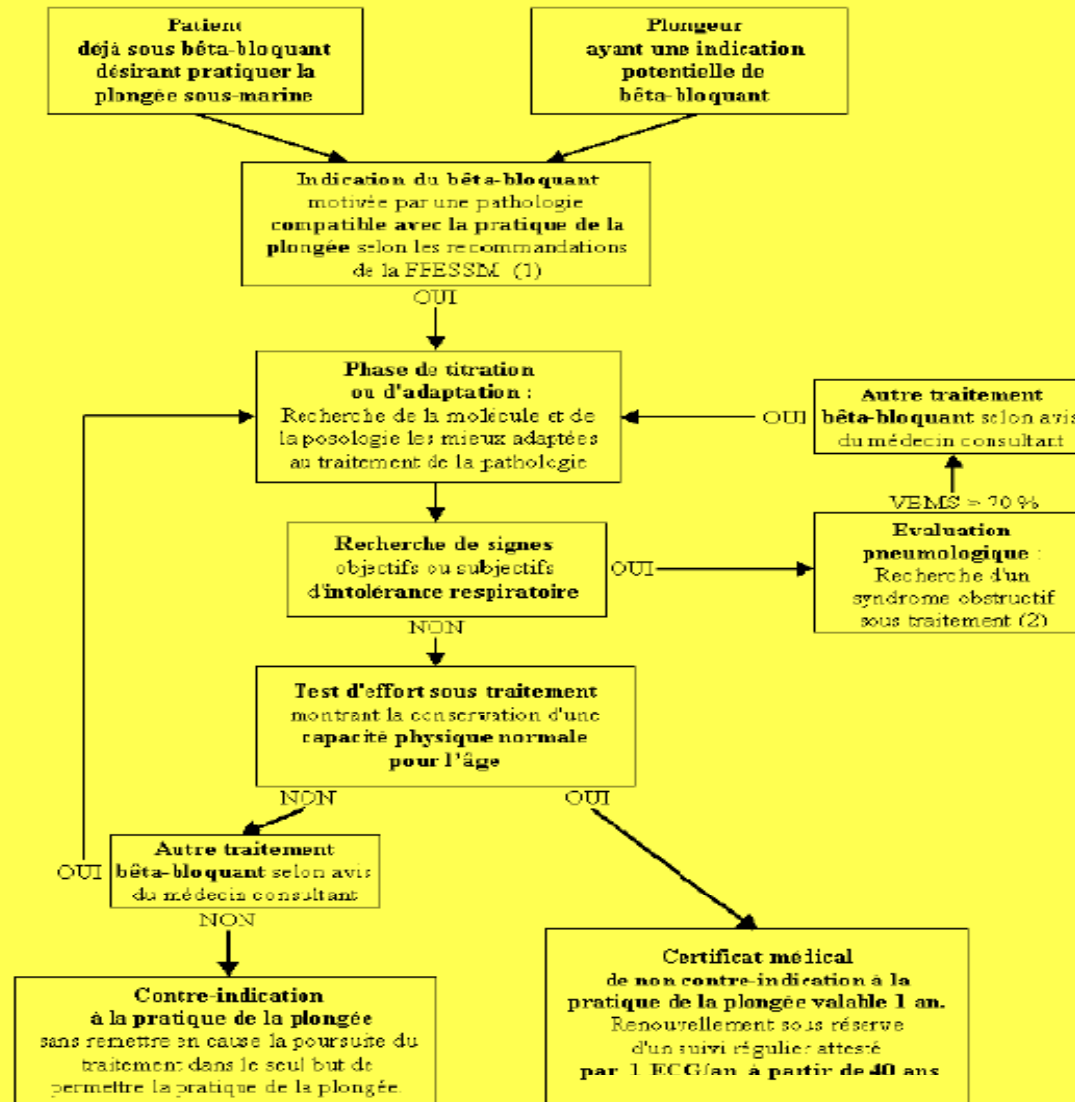 Patient
déjà sous bêta-bloquant
désirant pratiquer la
plongée sous-marine
Plongeur
ayant une indication
potentielle de
bêta-bloquant
Indication du bêta-bloquant
motivée par une pathologie
compatible avec la pratique de la
plongée selon les recommandations
de la FFESSM (1)
OUI
Phase de titration
ou d'adaptation :
Recherche de la molécule et de
la posologie les mieux adaptées
au traitement de la pathologie
OUI
Autre traitement
bêta-bloquant selon avis
du médecin consultant
VEMS > 70 %
Evaluation
pneumologique :
Recherche d'un
syndrome obstructif
sous traitement (2)
Recherche de signes
objectifs ou subjectifs
d'intolérance respiratoire
OUI
NON
Test d'effort sous traitement
montrant la conservation d'une
capacité physique normale
pour l'âge
NON
OUI
Autre traitement
OUI
bêta-bloquant selon avis
du médecin consultant
NON
Contre-indication
à la pratique de la plongée
sans remettre en cause la poursuite du
traitement dans le seul but de
permettre la pratique de la plongée.
Certificat médical
de non contre-indication à la
pratique de la plongée valable 1 an.
Renouvellement sous réserve
d'un suivi régulier attesté
par 1 ECG/an à partir de 40 ans